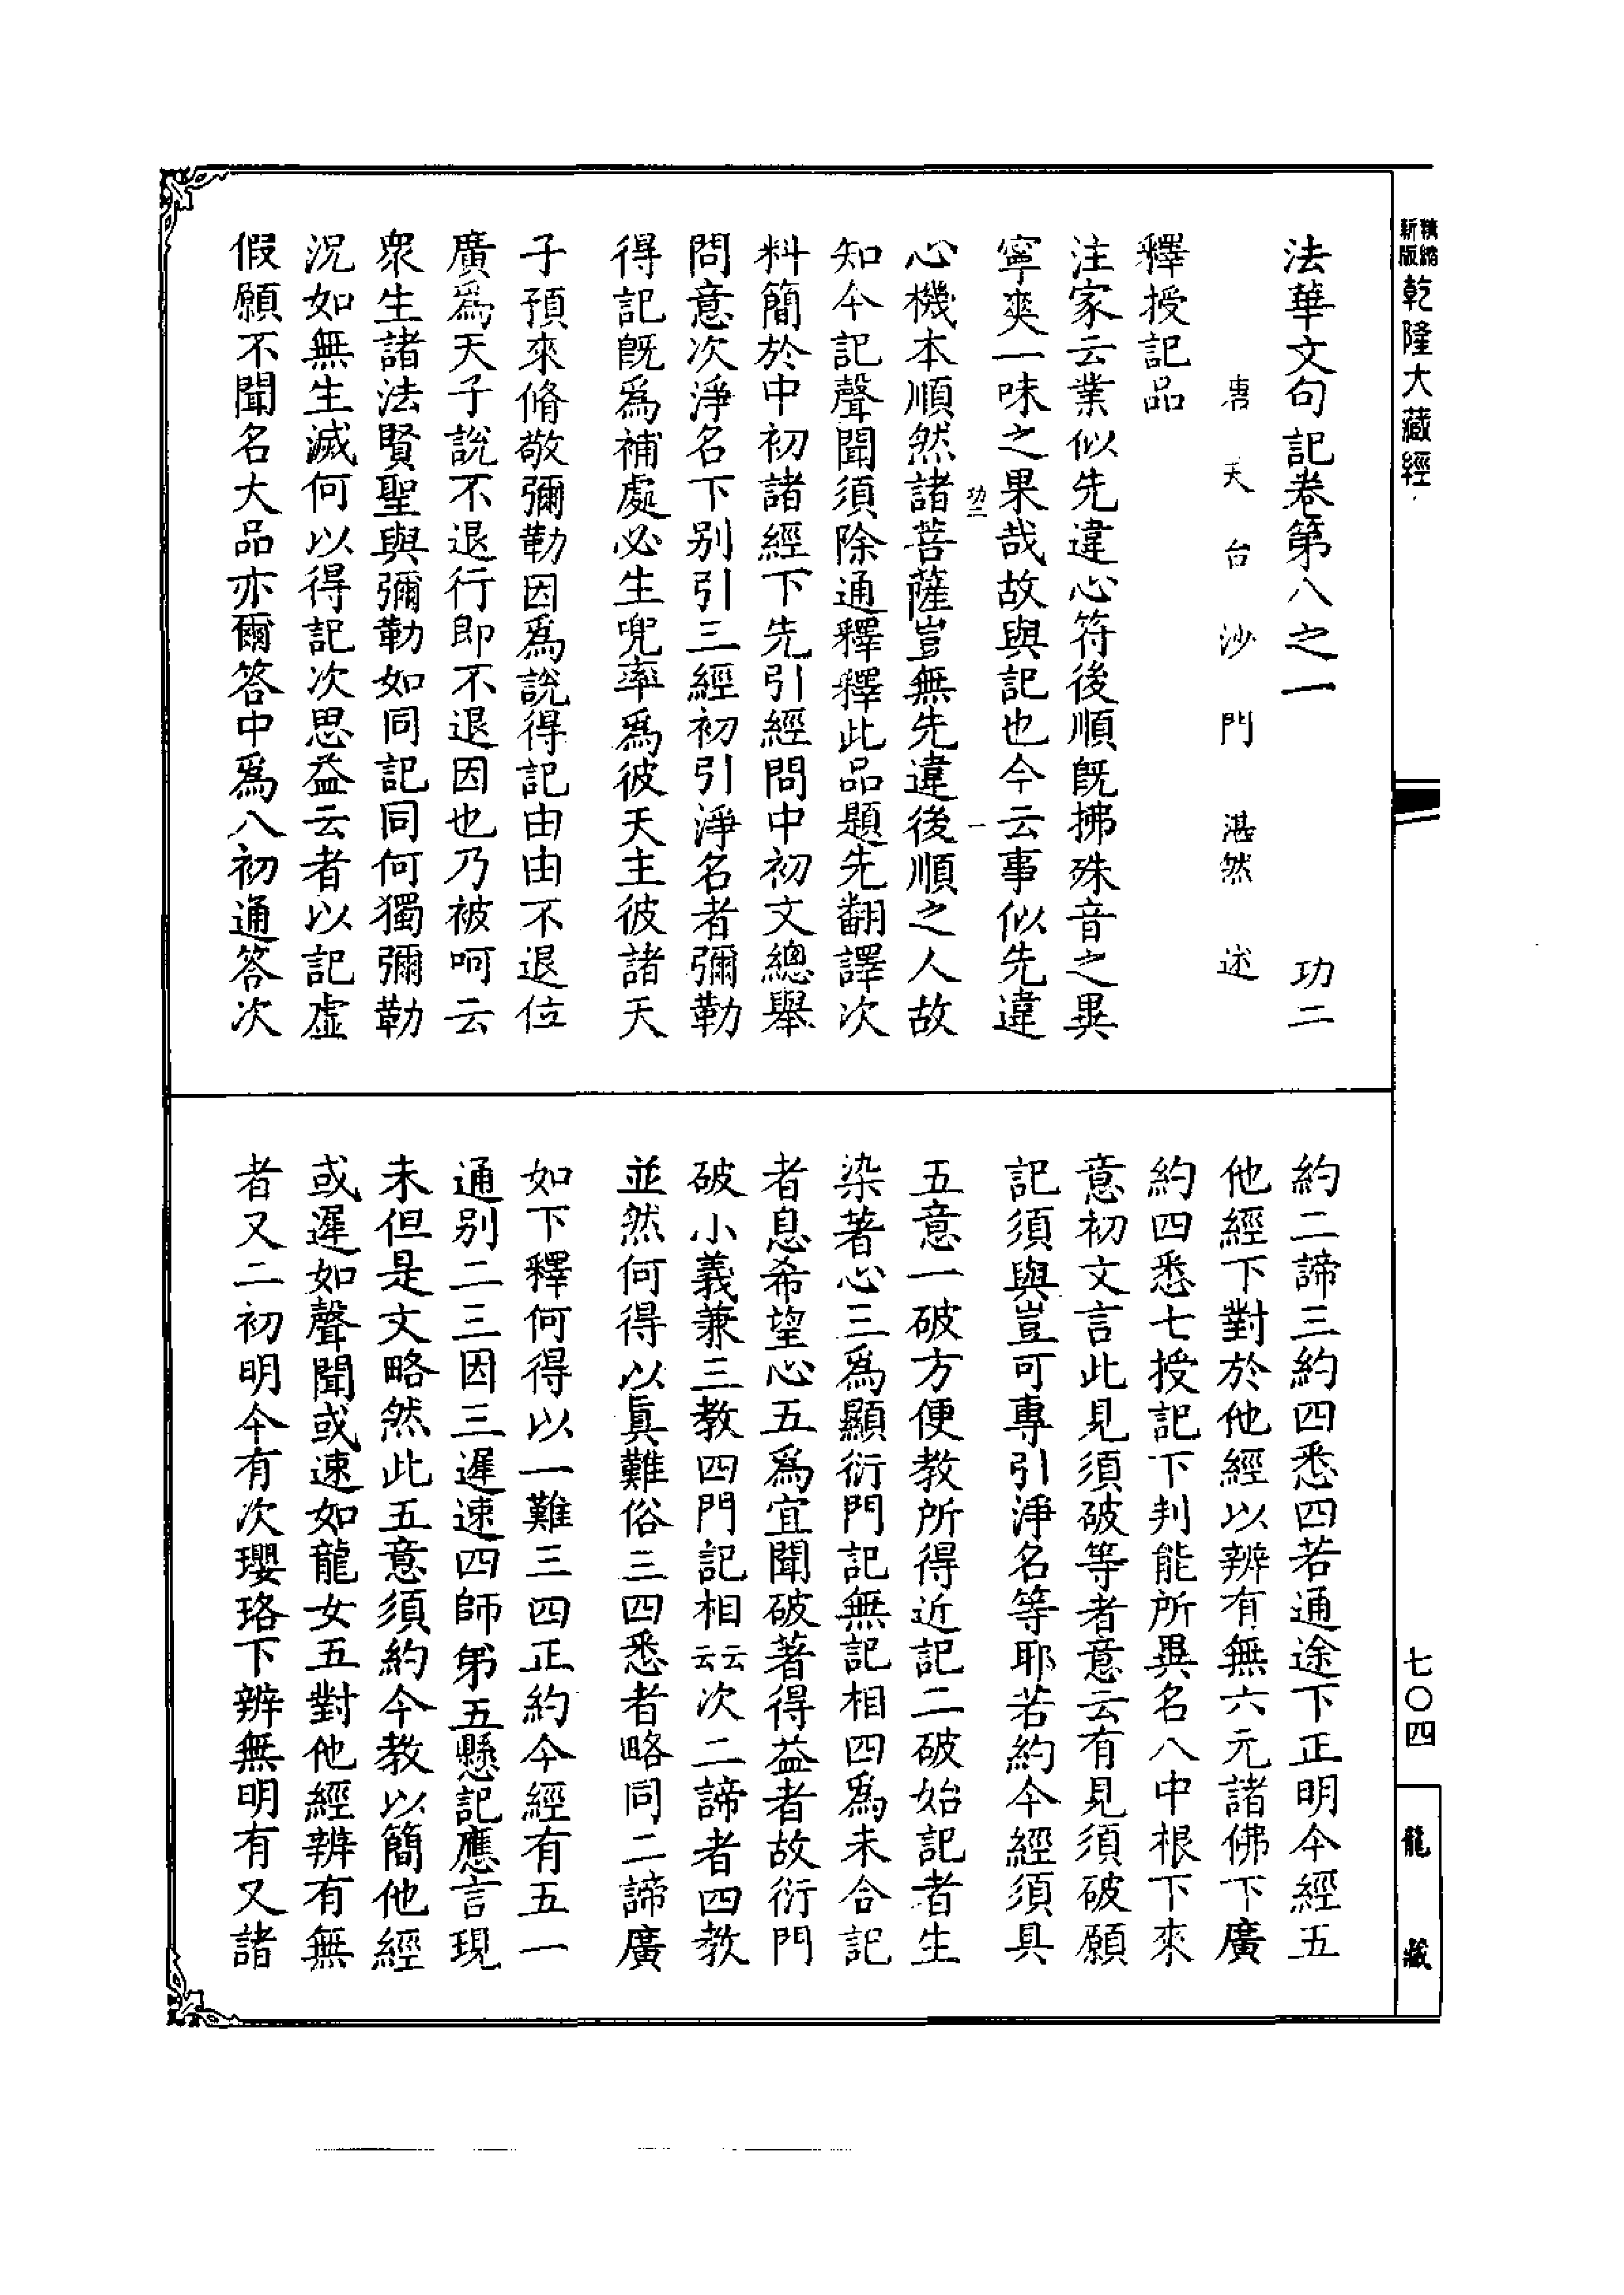 精縮新版乾隆大藏經
法華文句記卷第八之一　功二
唐天台沙門湛然述
釋授記品
注家云業似先違心符後順既拂殊音之異
寧爽一味之果哉故與記也今云事似先違
功二　一
心機本順然諸菩薩豈無先違後順之人故
知今記聲聞須除通釋釋此品題先翻譯次
料簡於中初諸經下先引經問中初文總舉
問意次淨名下別引三經初引淨名者彌勒
得記既為補處必生兜率為彼天主彼諸天
子預來脩敬彌勒因為說得記由由不退位
廣為天子說不退行即不退因也乃被呵云
衆生諸法賢聖與彌勒如同記同何獨彌勒
況如無生滅何以得記次思益云者以記虛
假願不聞名大品亦爾答中為八初通答次
約二諦三約四悉四若通途下正明今經五
他經下對於他經以辨有無六元諸佛下廣
約四悉七授記下判能所異名八中根下來
意初文言此見須破等者意云有見須破願
記須與豈可專引淨名等耶若約今經須具
五意一破方便教所得近記二破始記者生
染著心三為顯衍門記無記相四為未合記
者息希望心五為宜聞破著得益者故衍門
破小義兼三教四門記相云云次二諦者四教
並然何得以真難俗三四悉者略同二諦廣
如下釋何得以一難三四正約今經有五一
通別二三因三遲速四師弟五懸記應言現
未但是文略然此五意須約今教以簡他經
或遲如聲聞或速如龍女五對他經辨有無
者又二初明今有次瓔珞下辨無明有又諸
七〇四
龍藏